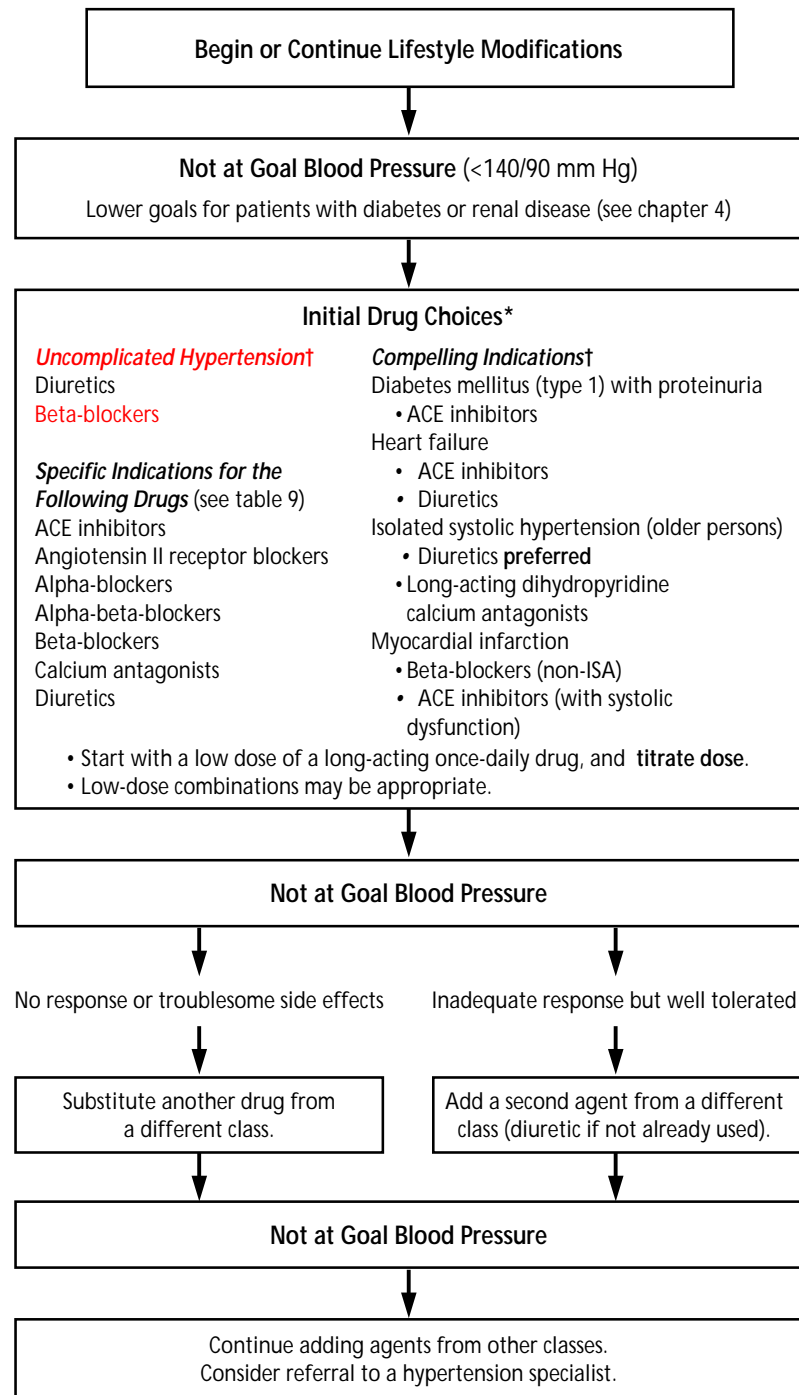 Begin or Continue Lifestyle Modifications
Not at Goal Blood Pressure (<140/90 mm Hg)
Lower goals for patients with diabetes or renal disease (see chapter 4)
Initial Drug Choices*
Uncomplicated Hypertension†
Diuretics
Beta-blockers
Specific Indications for the
Following Drugs (see table 9)
ACE inhibitors
Angiotensin II receptor blockers
Alpha-blockers
Alpha-beta-blockers
Beta-blockers
Calcium antagonists
Diuretics
Compelling Indications†
Diabetes mellitus (type 1) with proteinuria
• ACE inhibitors
Heart failure
• ACE inhibitors
• Diuretics
Isolated systolic hypertension (older persons)
• Diuretics preferred
• Long-acting dihydropyridine
calcium antagonists
Myocardial infarction
• Beta-blockers (non-ISA)
• ACE inhibitors (with systolic
dysfunction)
• Start with a low dose of a long-acting once-daily drug, and titrate dose.
• Low-dose combinations may be appropriate.
Not at Goal Blood Pressure
No response or troublesome side effects
Inadequate response but well tolerated
Substitute another drug from
a different class.
Add a second agent from a different
class (diuretic if not already used).
Not at Goal Blood Pressure
Continue adding agents from other classes.
Consider referral to a hypertension specialist.